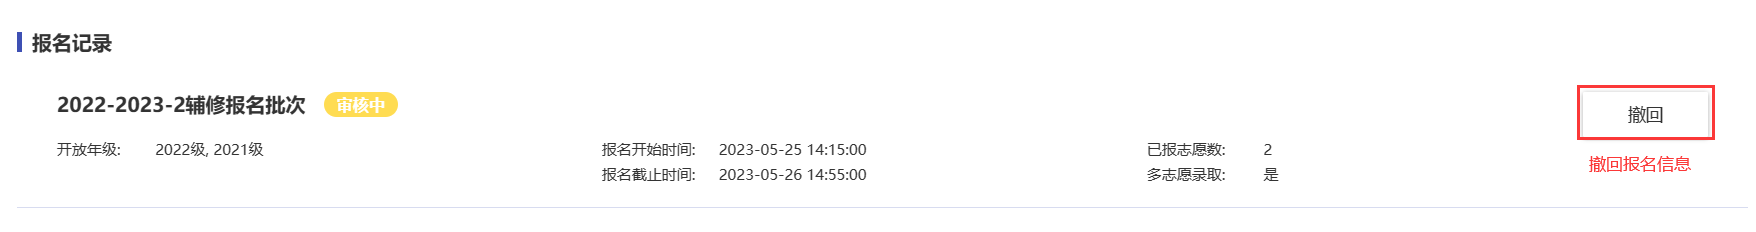 报名记录
2022-2023-2辅修报名批次 审核中
撤回
开放年级: 2022级, 2021级 报名开始时间: 2023-05-25 14:15:00 已报志愿数: 2
撤回报名信息
报名截止时间: 2023-05-26 14:55:00 多志愿录取: 是